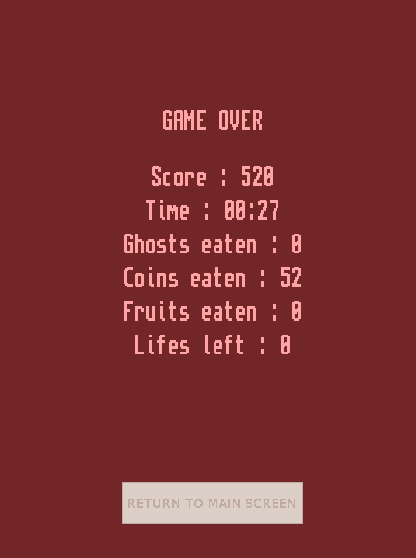 GAME OVER
Score : 520
Time : 00:27
Ghosts eaten : 0
Coins eaten : 52
Fruits eaten : 0
Lifes left : 0
RETURN TO MAIN SCREEN